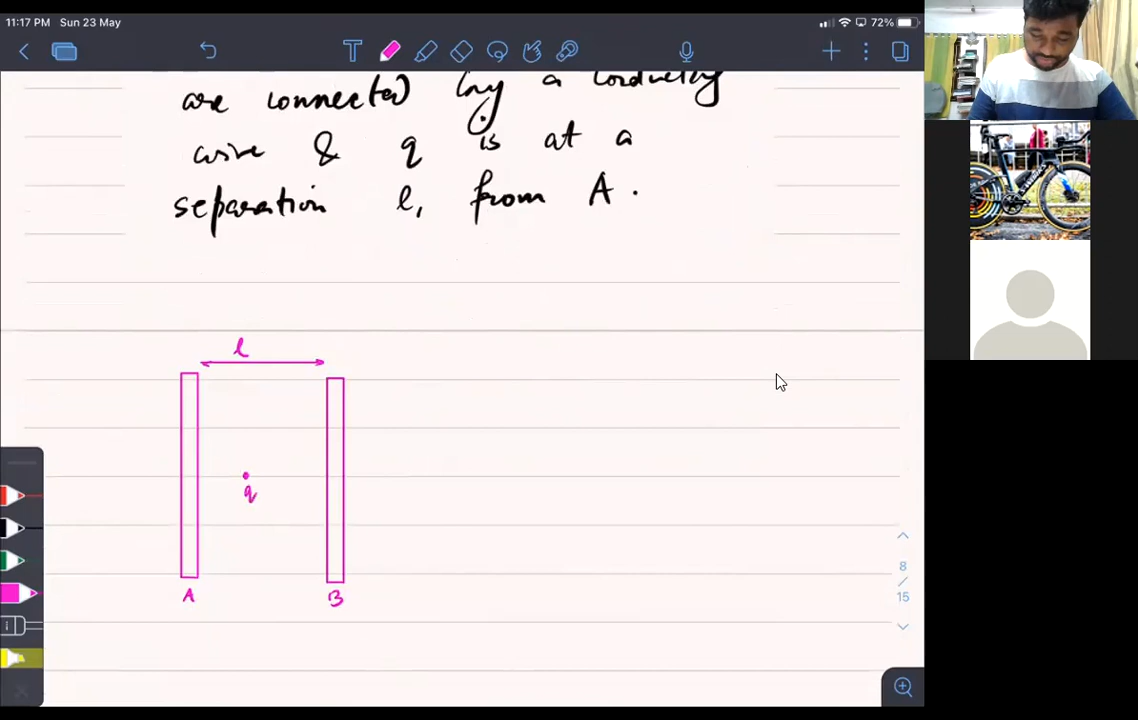 11:17 PM Sun 23 May
72%
T
are connected by a conducting
wire & q is at a
separation l, from A.
l
q
A
B
8
/
15